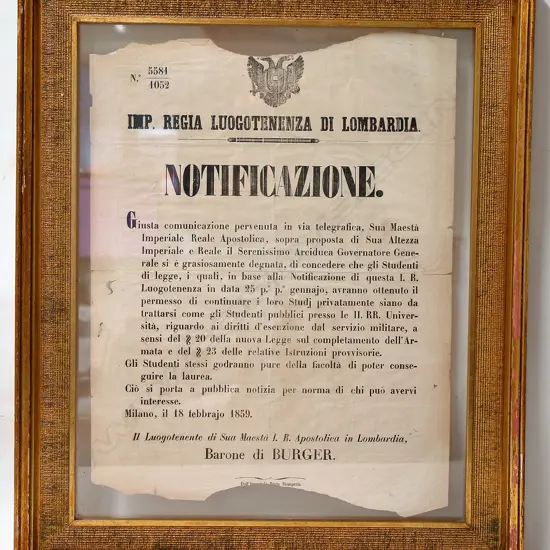 N.° 5584
1052
IMP. REGIA LUOGOTENENZA DI LOMBARDIA.
NOTIFICAZIONE.
Giusta comunicazione pervenuta in via telegrafica, Sua Maestà
Imperiale Reale Apostolica, sopra proposta di Sua Altezza
Imperiale e Reale il Serenissimo Arciduca Governatore Gene-
rale si è grasiosamente degnata, di concedere che gli Studenti
di legge, i quali, in base alla Notificazione di questa I. R.
Luogotenenza in data 25 p.° p.° gennajo, avranno ottenuto il
permesso di continuare i loro Studj privatamente siano da
trattarsi come gli Studenti pubblici presso le II. RR. Univer-
sità, riguardo ai diritti d'esenzione dal servizio militare, a
sensi del § 20 della nuova Legge sul completamento dell'Ar-
mata e del § 23 delle relative Istruzioni provvisorie.
Gli Studenti stessi godranno pure della facoltà di poter conse-
guire la laurea.
Ciò si porta a pubblica notizia per norma di chi può avervi
interesse.
Milano, il 18 febbrajo 1859.
Il Luogotenente di Sua Maestà I. R. Apostolica in Lombardia,
Barone di BURGER.
Dall'Imperiale Regia Stamperia